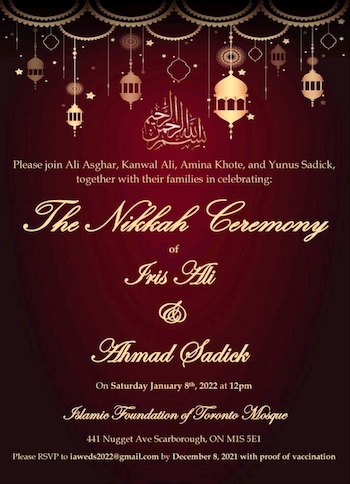 بسم الله الرحمن الرحيم
Please join Ali Asghar, Kanwal Ali, Amina Khote, and Yunus Sadick,
together with their families in celebrating:
The Nikkah Ceremony
of
Iris Ali
&
Ahmad Sadick
On Saturday January 8th, 2022 at 12pm
Islamic Foundation of Toronto Mosque
441 Nugget Ave Scarborough, ON M1S 5E1
Please RSVP to iaweds2022@gmail.com by December 8, 2021 with proof of vaccination